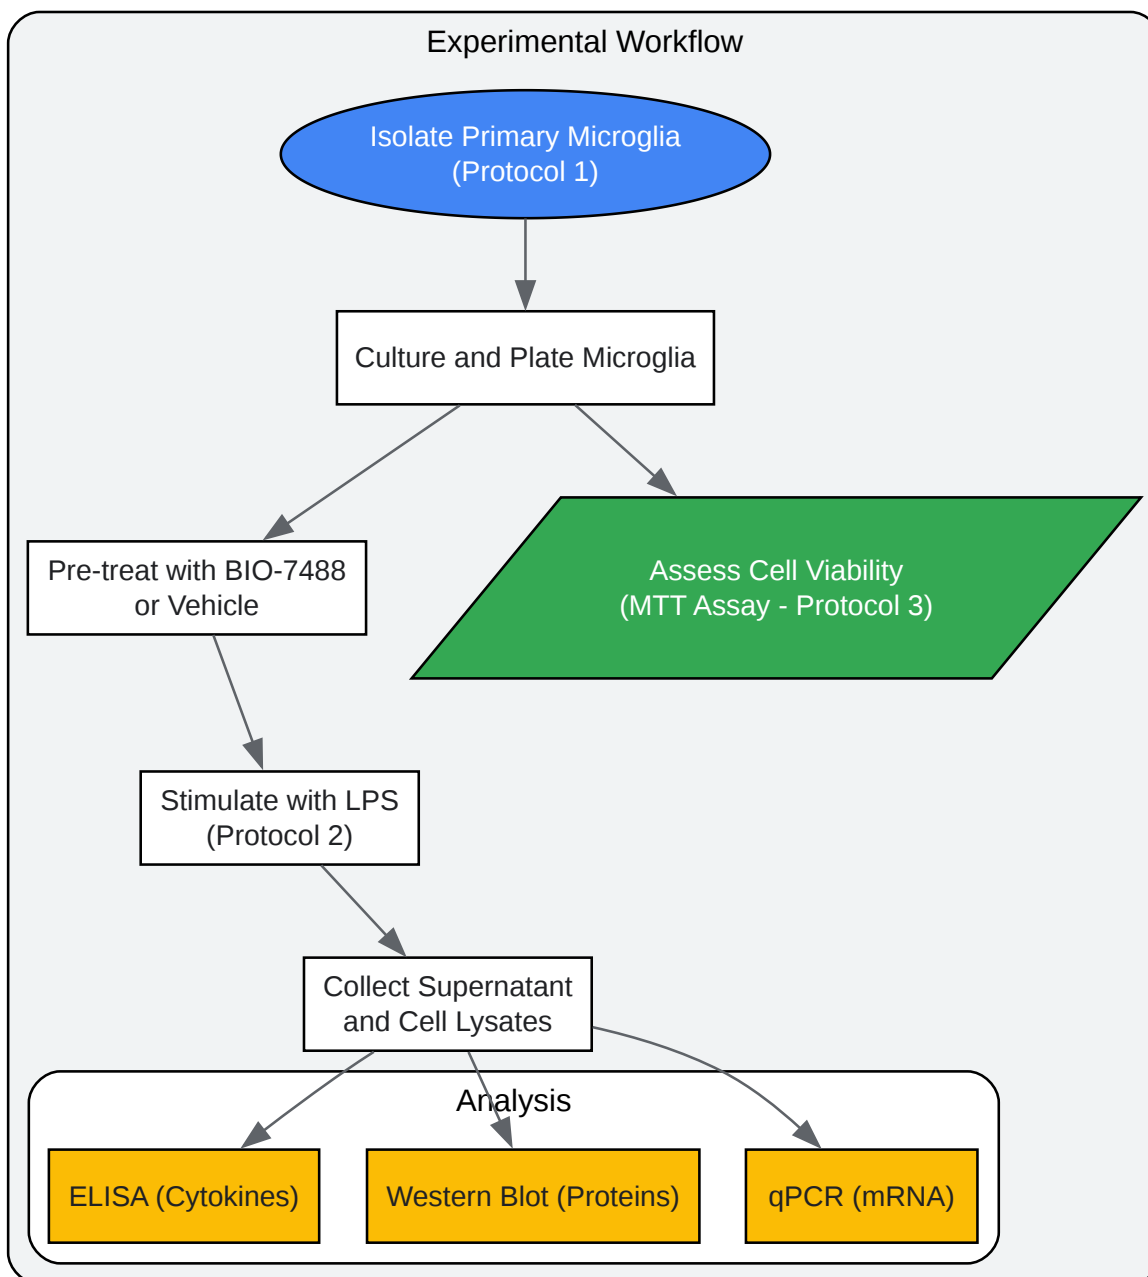 Experimental Workflow
Isolate Primary Microglia
(Protocol 1)
Culture and Plate Microglia
Pre-treat with BIO-7488
or Vehicle
Assess Cell Viability
(MTT Assay - Protocol 3)
Stimulate with LPS
(Protocol 2)
Collect Supernatant
and Cell Lysates
Analysis
ELISA (Cytokines)
Western Blot (Proteins)
qPCR (mRNA)